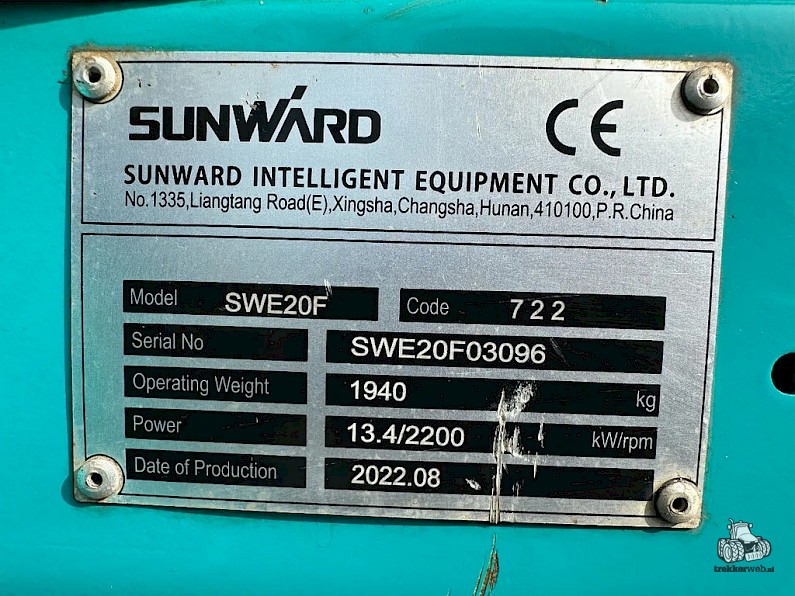 SUNWARD CE
SUNWARD INTELLIGENT EQUIPMENT CO.,LTD.
No.1335,Liangtang Road(E),Xingsha,Changsha,Hunan,410100,P.R.China
Model SWE20F Code 722
Serial No SWE20F03096
Operating Weight 1940 kg
Power 13.4/2200 kW/rpm
Date of Production 2022.08
trekkerweb.nl